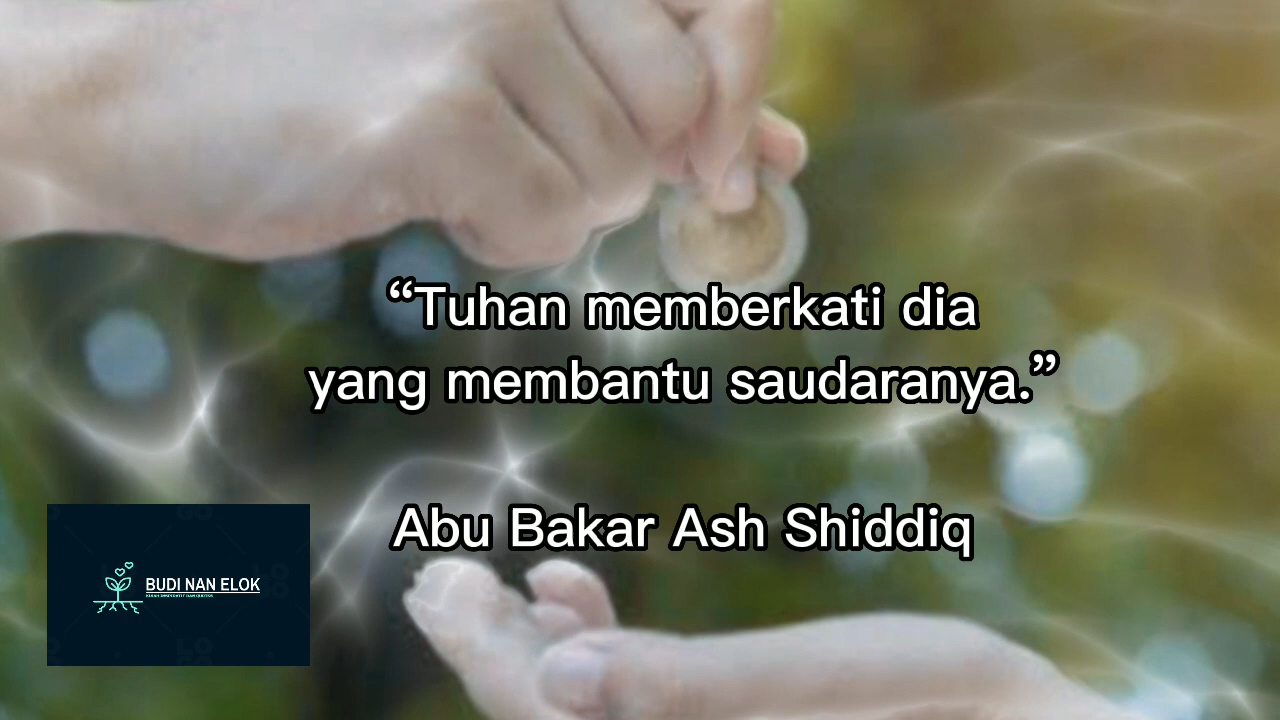 “Tuhan memberkati dia
yang membantu saudaranya.”
Abu Bakar Ash Shiddiq
BUDI NAN ELOK